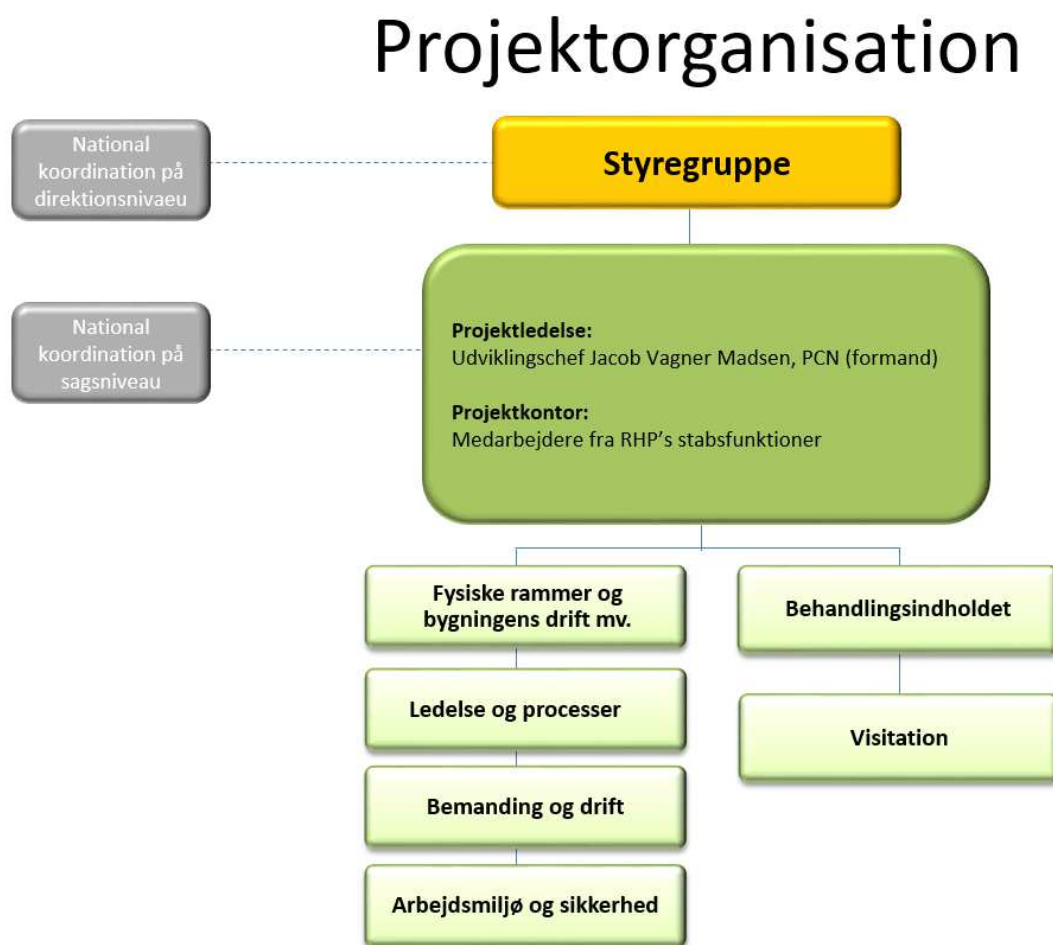 Projektorganisation
National
koordination på
direktionsnivaeu
Styregruppe
National
koordination på
sagsniveau
Projektledelse:
Udviklingschef Jacob Vagner Madsen, PCN (formand)
Projektkontor:
Medarbejdere fra RHP's stabsfunktioner
Fysiske rammer og
bygningens drift mv.
Ledelse og processer
Bemanding og drift
Arbejdsmiljø og sikkerhed
Behandlingsindholdet
Visitation